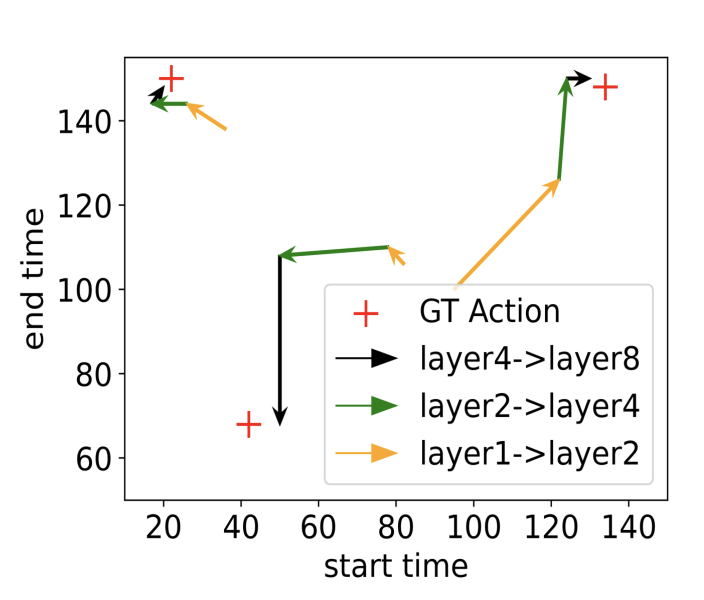 140
120
100
80
60
end time
GT Action
layer4->layer8
layer2->layer4
layer1->layer2
20 40 60 80 100 120 140
start time